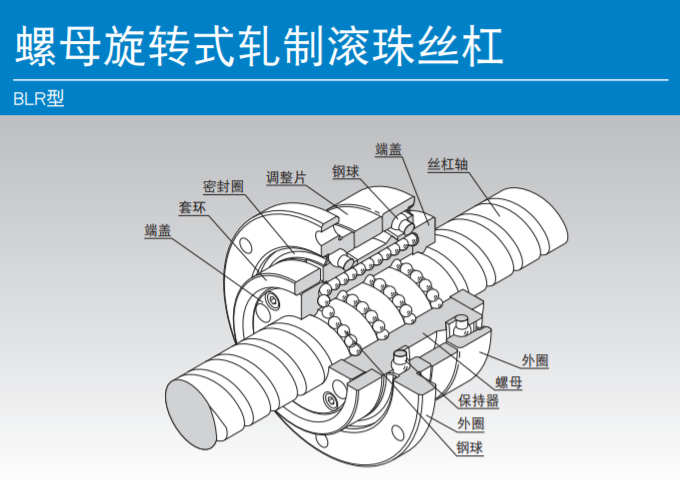 螺母旋转式轧制滚珠丝杠
BLR型
端盖
丝杠轴
钢球
调整片
密封圈
套环
端盖
外圈
螺母
保持器
外圈
钢球